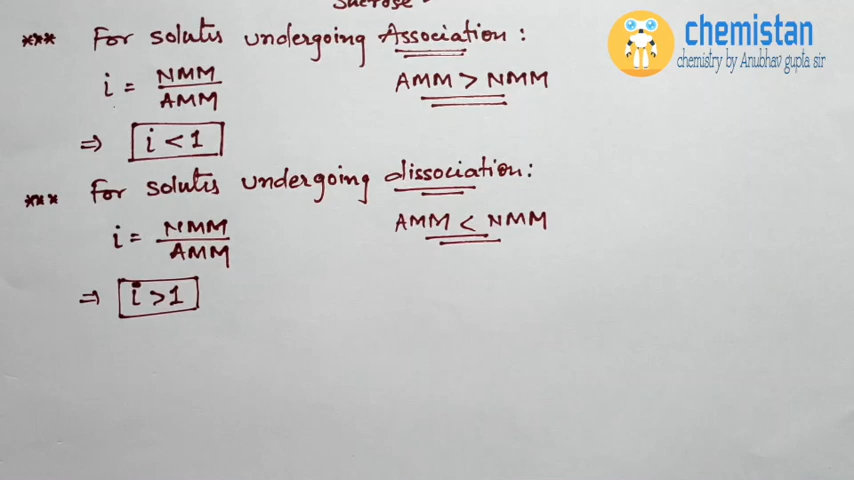 Sucrose -
chemistan
chemistry by Anubhav gupta sir
*** For solutes undergoing Association :
i = NMM / AMM    AMM > NMM
⇒ i < 1
*** For solutes undergoing dissociation :
i = NMM / AMM    AMM < NMM
⇒ i > 1